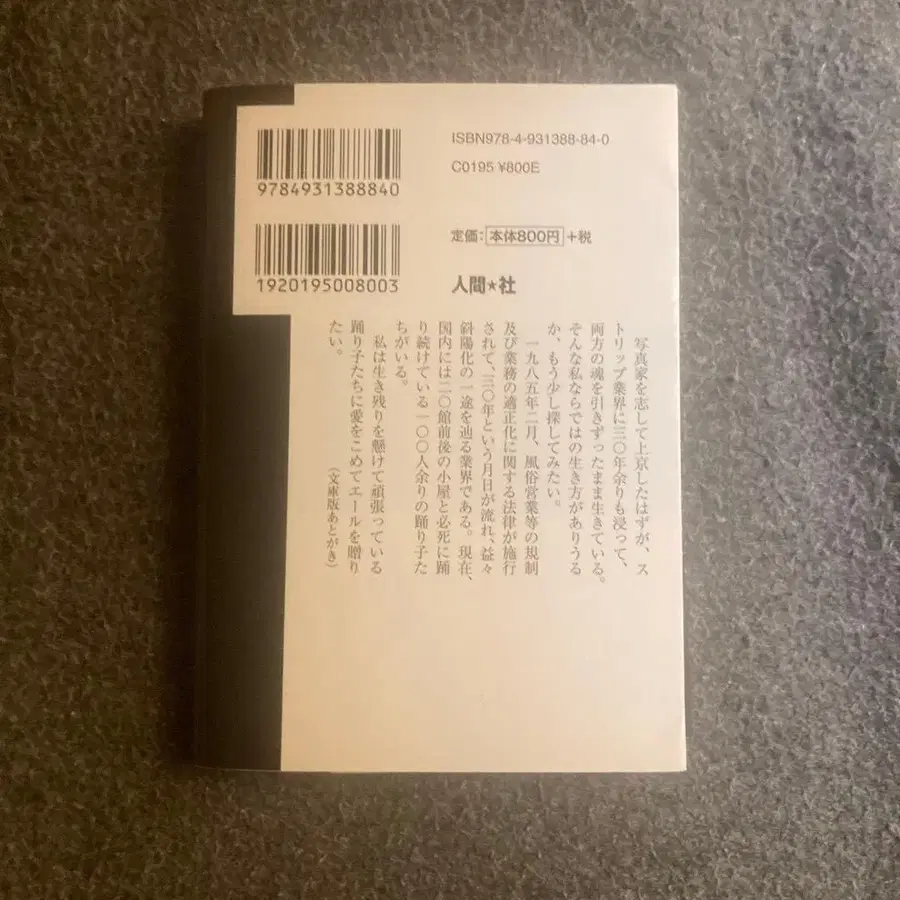 9784931388840
ISBN978-4-931388-84-0
C0195 ¥800E
1920195008003
定価：本体800円＋税
人間★社
写真家を志して上京したはずが、ス
トリップ業界に三〇年余りも浸って、
両方の魂を引きずったまま生きている。
そんな私ならではの生き方がありうる
か、もう少し探してみたい。
一九八五年二月、風俗営業等の規制
及び業務の適正化に関する法律が施行
されて、三〇年という月日が流れ、益々
斜陽化の一途を辿る業界である。現在、
国内には二〇館前後の小屋と必死に踊
り続けている一〇〇人余りの踊り子た
ちがいる。
私は生き残りを懸けて頑張っている
踊り子たちに愛をこめてエールを贈り
たい。
（文庫版あとがき）